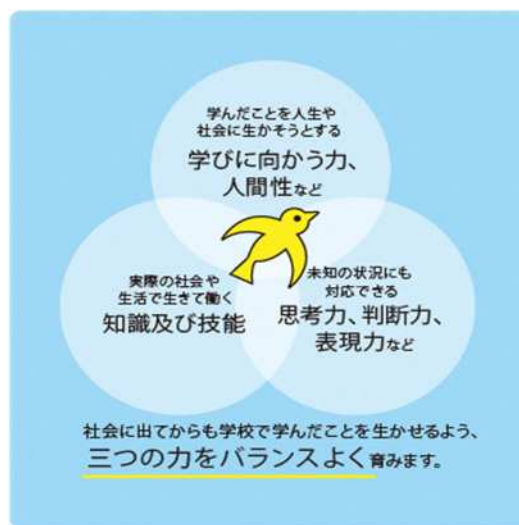 学んだことを人生や
社会に生かそうとする
学びに向かう力、
人間性など
実際の社会や
生活で生きて働く
知識及び技能
未知の状況にも
対応できる
思考力、判断力、
表現力など
社会に出てからも学校で学んだことを生かせるよう、
三つの力をバランスよく育みます。